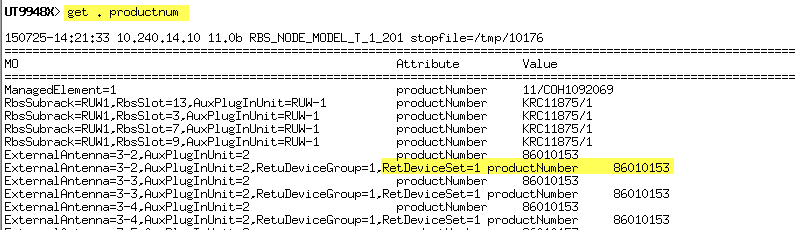 UT9948X> get . productnum
150725-14:21:33 10.240.14.10 11.0b RBS_NODE_MODEL_T_1_201 stopfile=/tmp/10176
=================================================================================================
MO Attribute Value
=================================================================================================
ManagedElement=1 productNumber 11/COH1092069
RbsSubrack=RUW1,RbsSlot=13,AuxPlugInUnit=RUW-1 productNumber KRC11875/1
RbsSubrack=RUW1,RbsSlot=3,AuxPlugInUnit=RUW-1 productNumber KRC11875/1
RbsSubrack=RUW1,RbsSlot=7,AuxPlugInUnit=RUW-1 productNumber KRC11875/1
RbsSubrack=RUW1,RbsSlot=9,AuxPlugInUnit=RUW-1 productNumber KRC11875/1
ExternalAntenna=3-2,AuxPlugInUnit=2 productNumber 86010153
ExternalAntenna=3-2,AuxPlugInUnit=2,RetuDeviceGroup=1,RetDeviceSet=1 productNumber 86010153
ExternalAntenna=3-3,AuxPlugInUnit=2 productNumber 86010153
ExternalAntenna=3-3,AuxPlugInUnit=2,RetuDeviceGroup=1,RetDeviceSet=1 productNumber 86010153
ExternalAntenna=3-4,AuxPlugInUnit=2 productNumber 86010153
ExternalAntenna=3-4,AuxPlugInUnit=2,RetuDeviceGroup=1,RetDeviceSet=1 productNumber 86010153